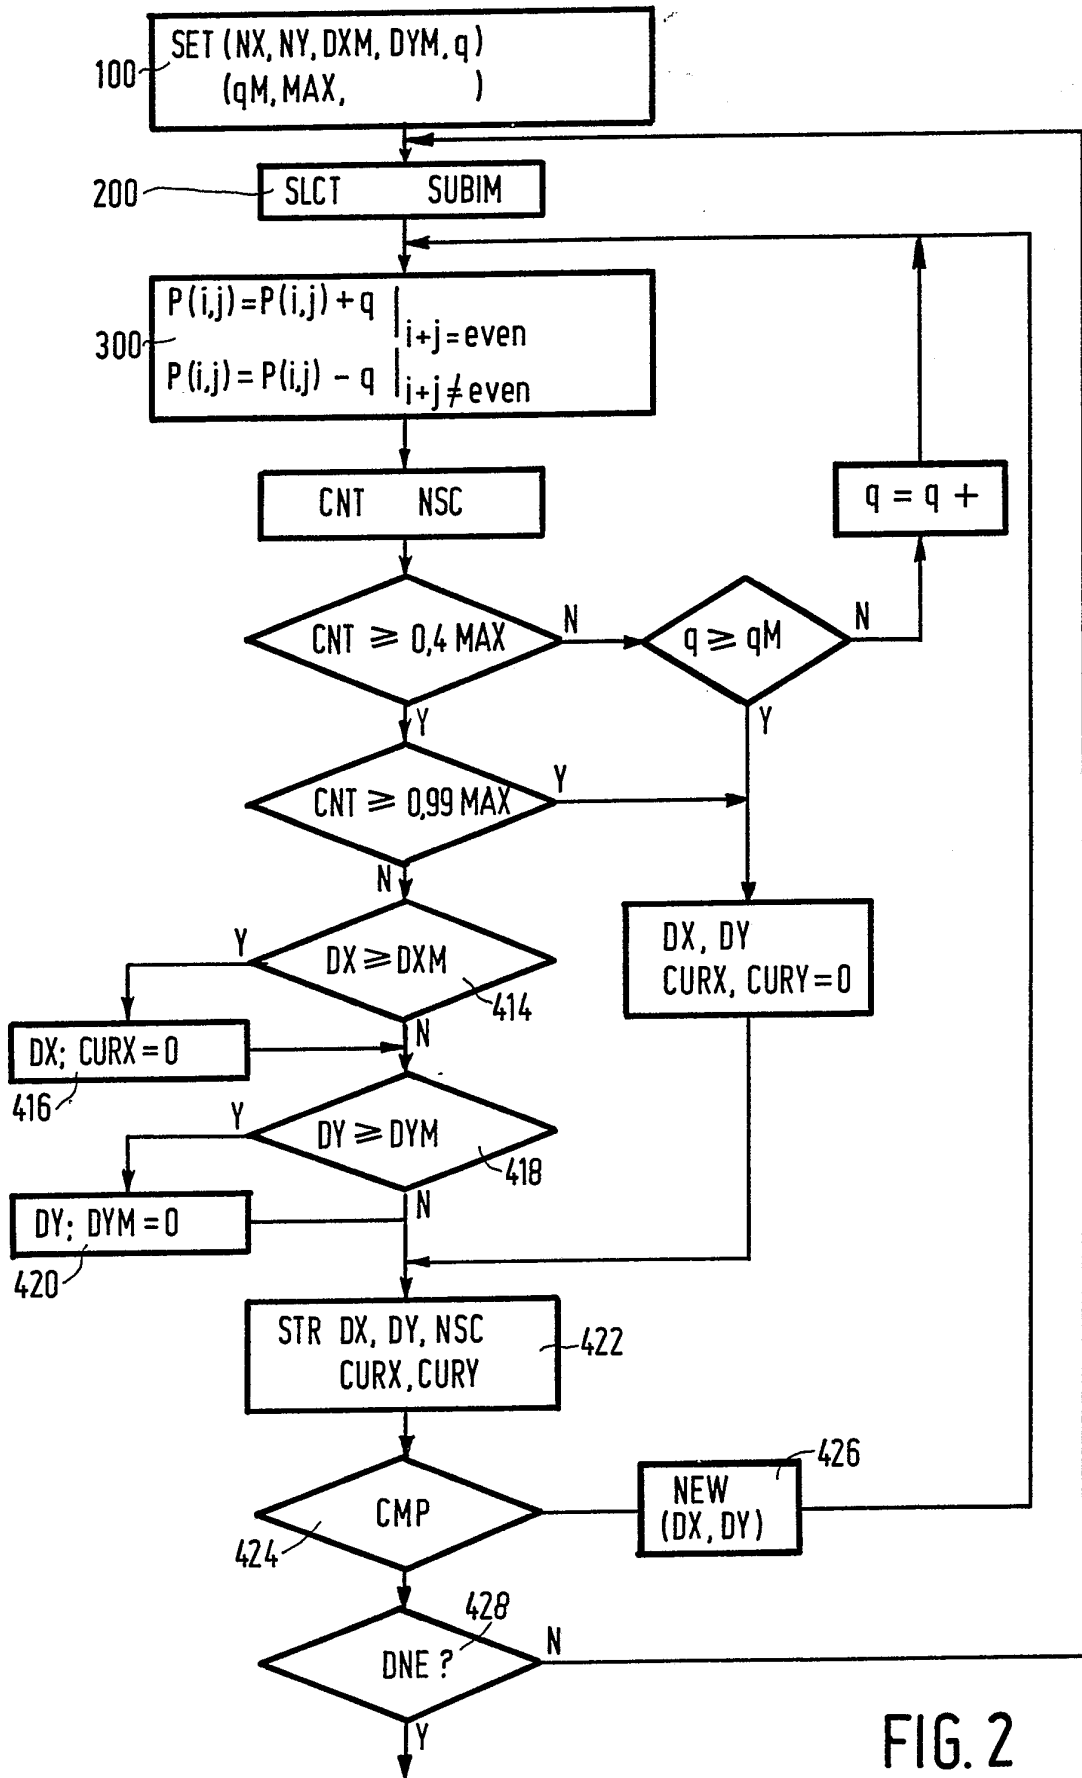 SET (NX, NY, DXM, DYM, q)
(qM, MAX, )
100
SLCT SUBIM
200
P(i,j) = P(i,j) + q | i+j = even
300
P(i,j) = P(i,j) - q | i+j ≠ even
CNT NSC
q = q +
CNT ≥ 0,4 MAX
N
q ≥ qM
N
Y
Y
CNT ≥ 0,99 MAX
Y
N
DX ≥ DXM
Y
414
N
DX, DY
CURX, CURY = 0
DX; CURX = 0
416
DY ≥ DYM
Y
418
N
DY; DYM = 0
420
STR DX, DY, NSC
CURX, CURY
422
CMP
424
NEW
(DX, DY)
426
428
DNE ?
N
Y
FIG. 2